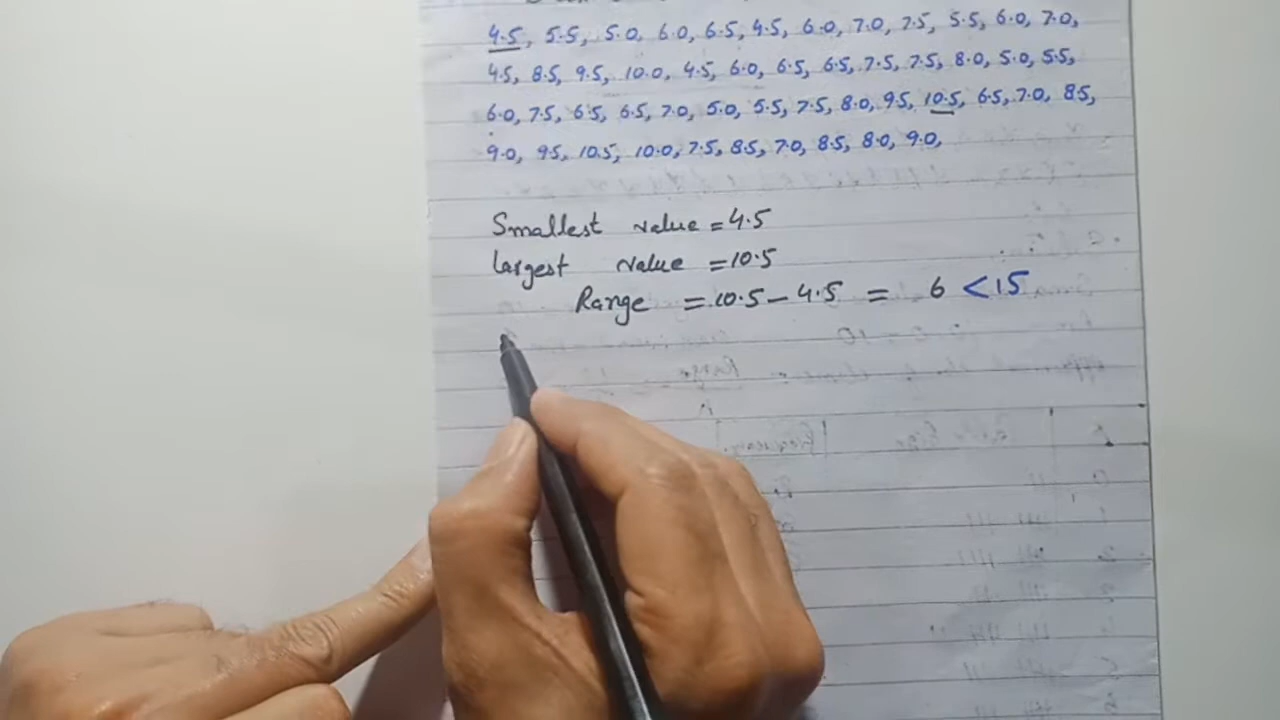 4.5, 5.5, 5.0, 6.0, 6.5, 4.5, 6.0, 7.0, 7.5, 5.5, 6.0, 7.0,
4.5, 8.5, 9.5, 10.0, 4.5, 6.0, 6.5, 6.5, 7.5, 7.5, 8.0, 5.0, 5.5,
6.0, 7.5, 6.5, 6.5, 7.0, 5.0, 5.5, 7.5, 8.0, 9.5, 10.5, 6.5, 7.0, 8.5,
9.0, 9.5, 10.5, 10.0, 7.5, 8.5, 7.0, 8.5, 8.0, 9.0,
Smallest value = 4.5
largest value = 10.5
Range = 10.5 - 4.5 = 6 < 15